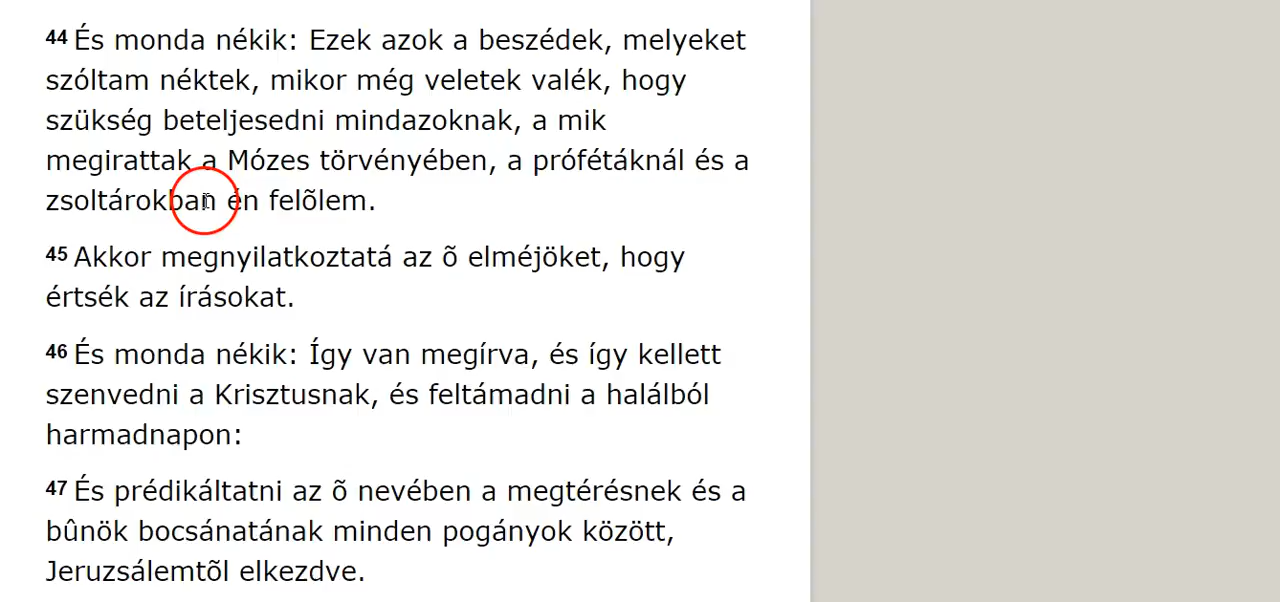 44 És monda nékik: Ezek azok a beszédek, melyeket
szóltam néktek, mikor még veletek valék, hogy
szükség beteljesedni mindazoknak, a mik
megirattak a Mózes törvényében, a prófétáknál és a
zsoltárokban én felõlem.
45 Akkor megnyilatkoztatá az õ elméjöket, hogy
értsék az írásokat.
46 És monda nékik: Így van megírva, és így kellett
szenvedni a Krisztusnak, és feltámadni a halálból
harmadnapon:
47 És prédikáltatni az õ nevében a megtérésnek és a
bûnök bocsánatának minden pogányok között,
Jeruzsálemtõl elkezdve.